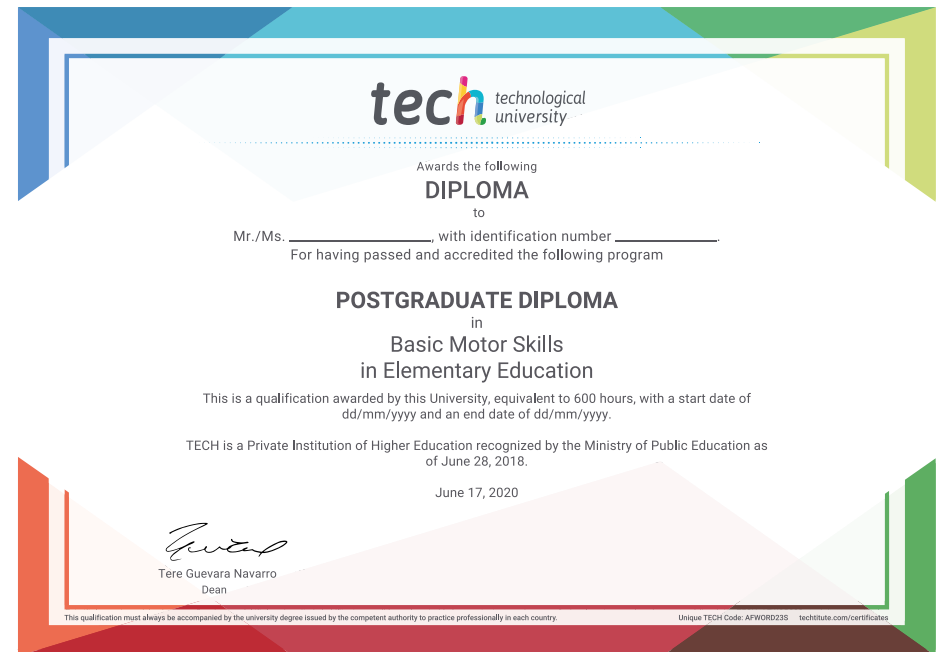 tech technological
university
Awards the following
DIPLOMA
to
Mr./Ms. ____________, with identification number ____________.
For having passed and accredited the following program
POSTGRADUATE DIPLOMA
in
Basic Motor Skills
in Elementary Education
This is a qualification awarded by this University, equivalent to 600 hours, with a start date of
dd/mm/yyyy and an end date of dd/mm/yyyy.
TECH is a Private Institution of Higher Education recognized by the Ministry of Public Education as
of June 28, 2018.
June 17, 2020
Tere Guevara Navarro
Dean
This qualification must always be accompanied by the university degree issued by the competent authority to practice professionally in each country. Unique TECH Code: AFWORD23S techtitute.com/certificates